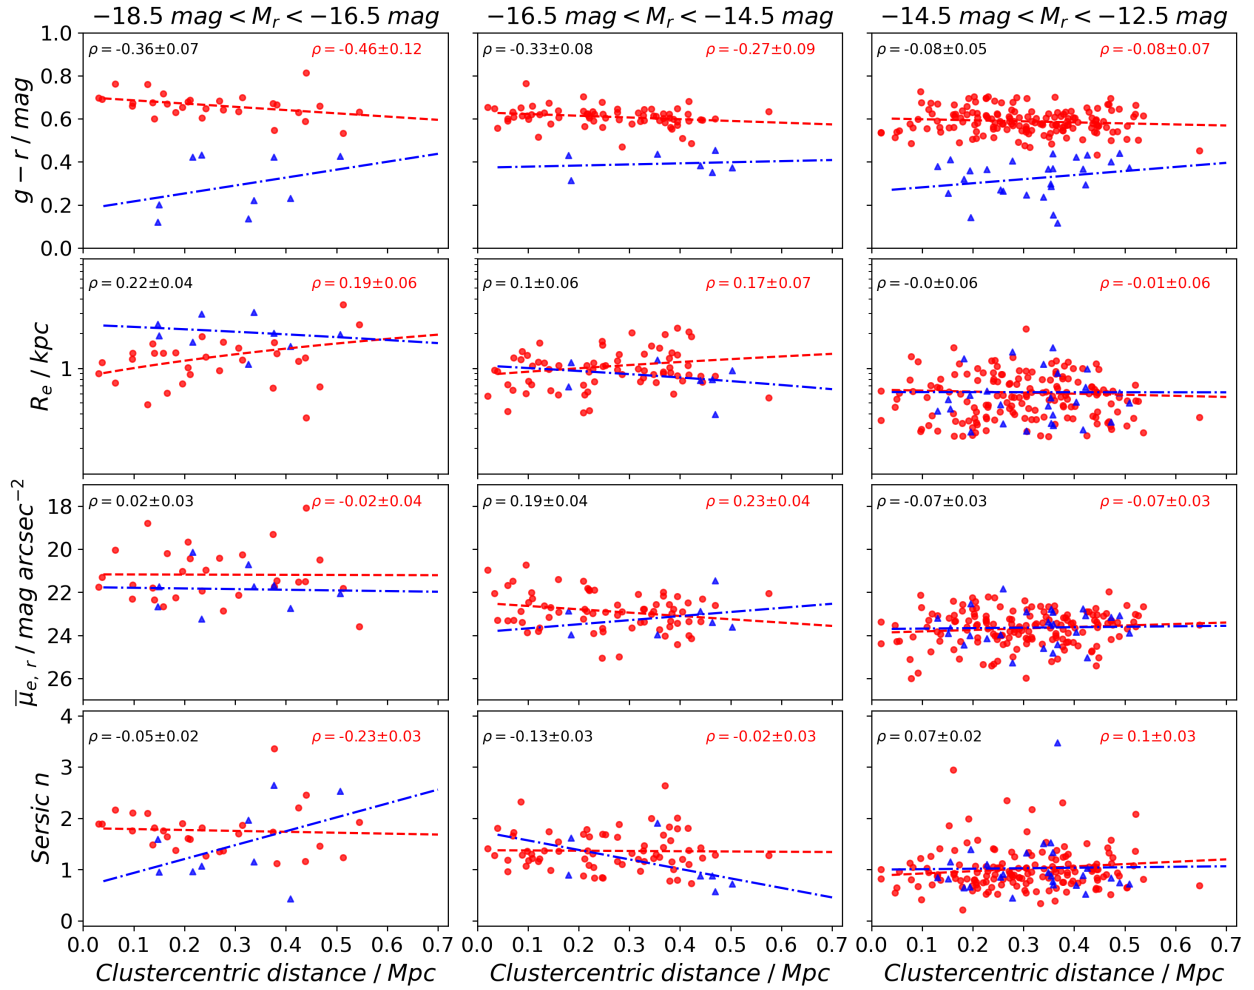 −18.5 mag < M_r < −16.5 mag
−16.5 mag < M_r < −14.5 mag
−14.5 mag < M_r < −12.5 mag
g − r / mag
1.0
0.8
0.6
0.4
0.2
0.0
ρ = -0.36±0.07
ρ = -0.46±0.12
ρ = -0.33±0.08
ρ = -0.27±0.09
ρ = -0.08±0.05
ρ = -0.08±0.07
R_e / kpc
1
ρ = 0.22±0.04
ρ = 0.19±0.06
ρ = 0.1±0.06
ρ = 0.17±0.07
ρ = -0.0±0.06
ρ = -0.01±0.06
μ̅_{e, r} / mag arcsec^{−2}
18
20
22
24
26
ρ = 0.02±0.03
ρ = -0.02±0.04
ρ = 0.19±0.04
ρ = 0.23±0.04
ρ = -0.07±0.03
ρ = -0.07±0.03
Sersic n
4
3
2
1
0
ρ = -0.05±0.02
ρ = -0.23±0.03
ρ = -0.13±0.03
ρ = -0.02±0.03
ρ = 0.07±0.02
ρ = 0.1±0.03
0.0 0.1 0.2 0.3 0.4 0.5 0.6 0.7
0.1 0.2 0.3 0.4 0.5 0.6 0.7
0.1 0.2 0.3 0.4 0.5 0.6 0.7
Clustercentric distance / Mpc
Clustercentric distance / Mpc
Clustercentric distance / Mpc